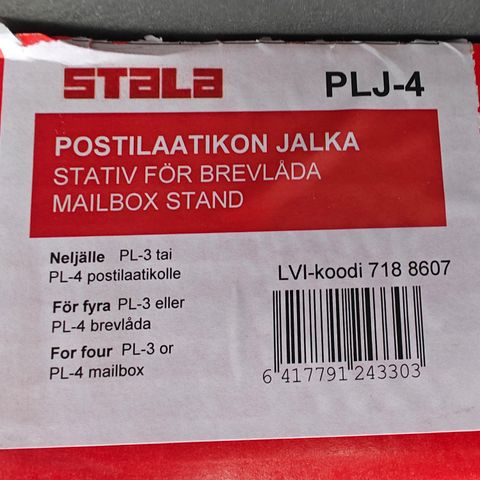 STALA
PLJ-4
POSTILAATIKON JALKA
STATIV FÖR BREVLÅDA
MAILBOX STAND
Neljälle PL-3 tai
PL-4 postilaatikolle
För fyra PL-3 eller
PL-4 brevlåda
For four PL-3 or
PL-4 mailbox
LVI-koodi 718 8607
6 417791 243303